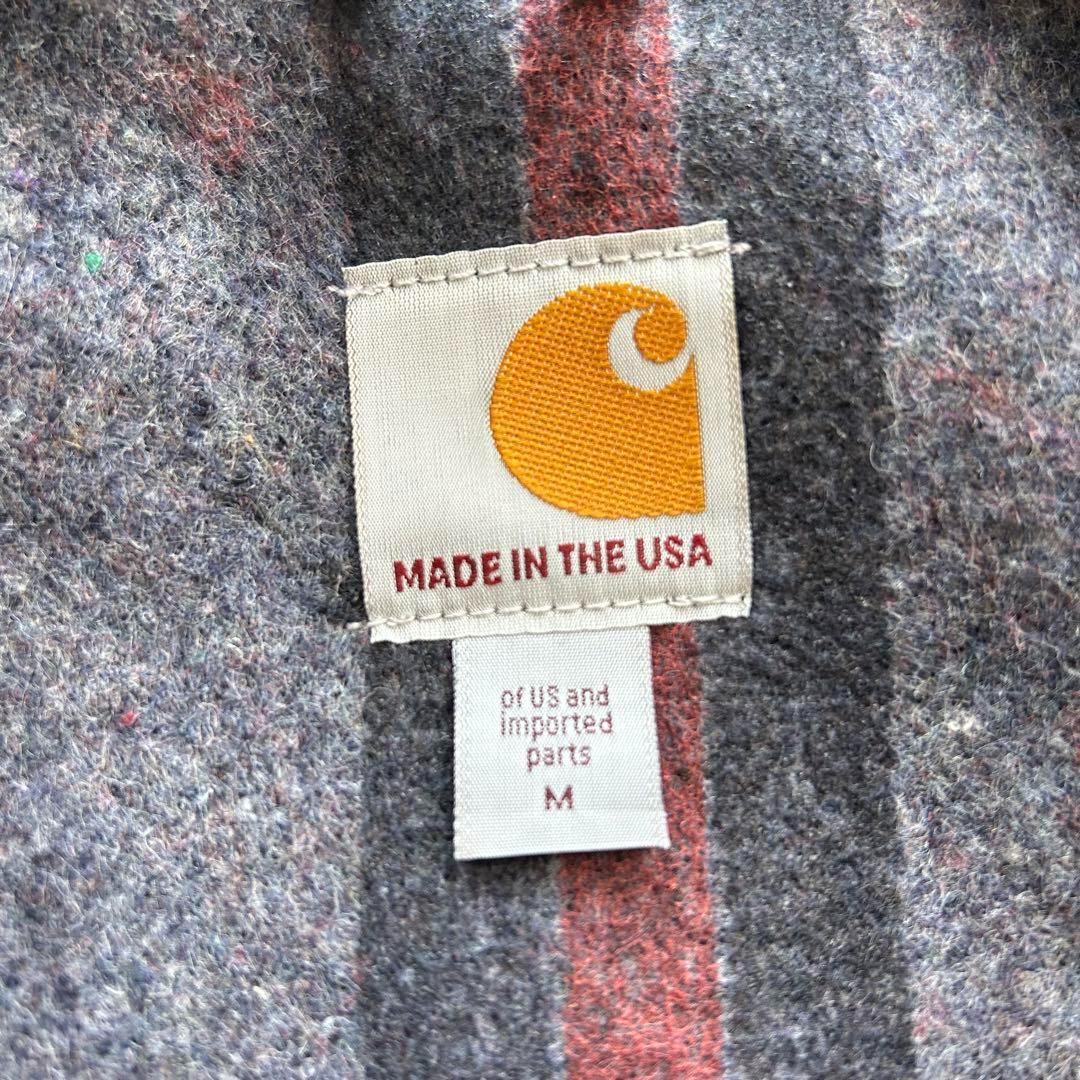 MADE IN THE USA
of US and
imported
parts
M